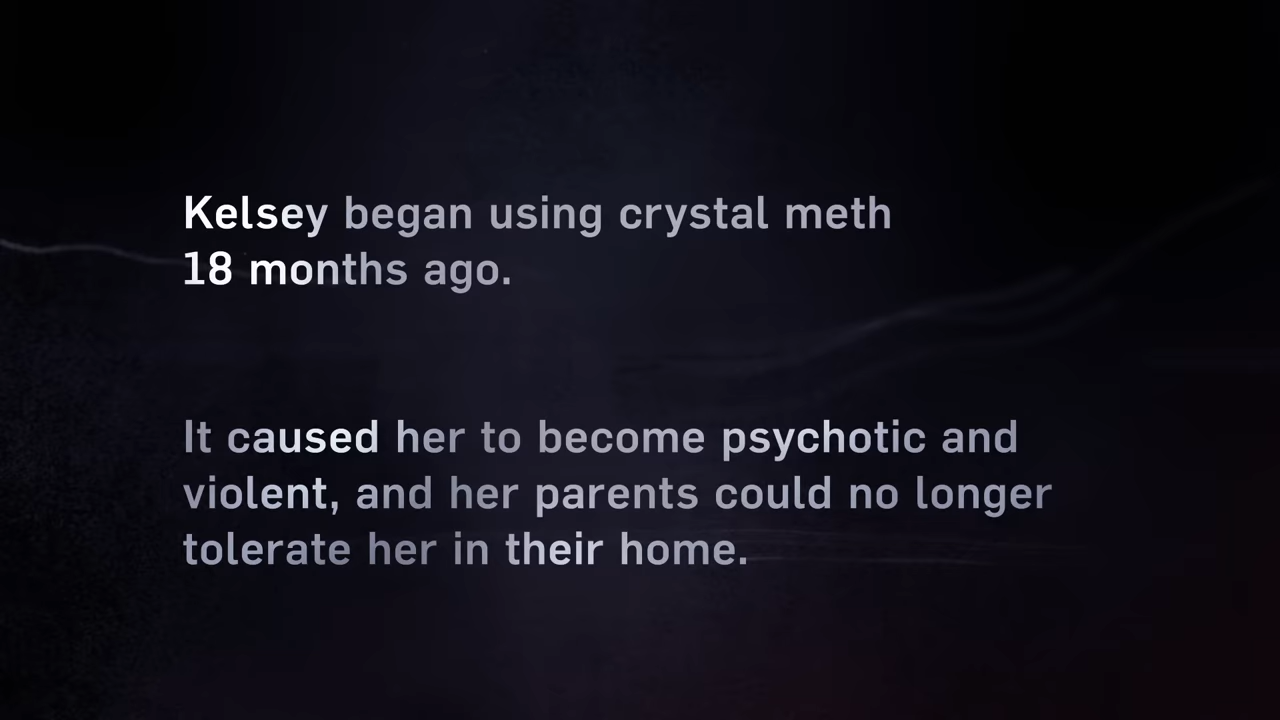 Kelsey began using crystal meth
18 months ago.
It caused her to become psychotic and
violent, and her parents could no longer
tolerate her in their home.